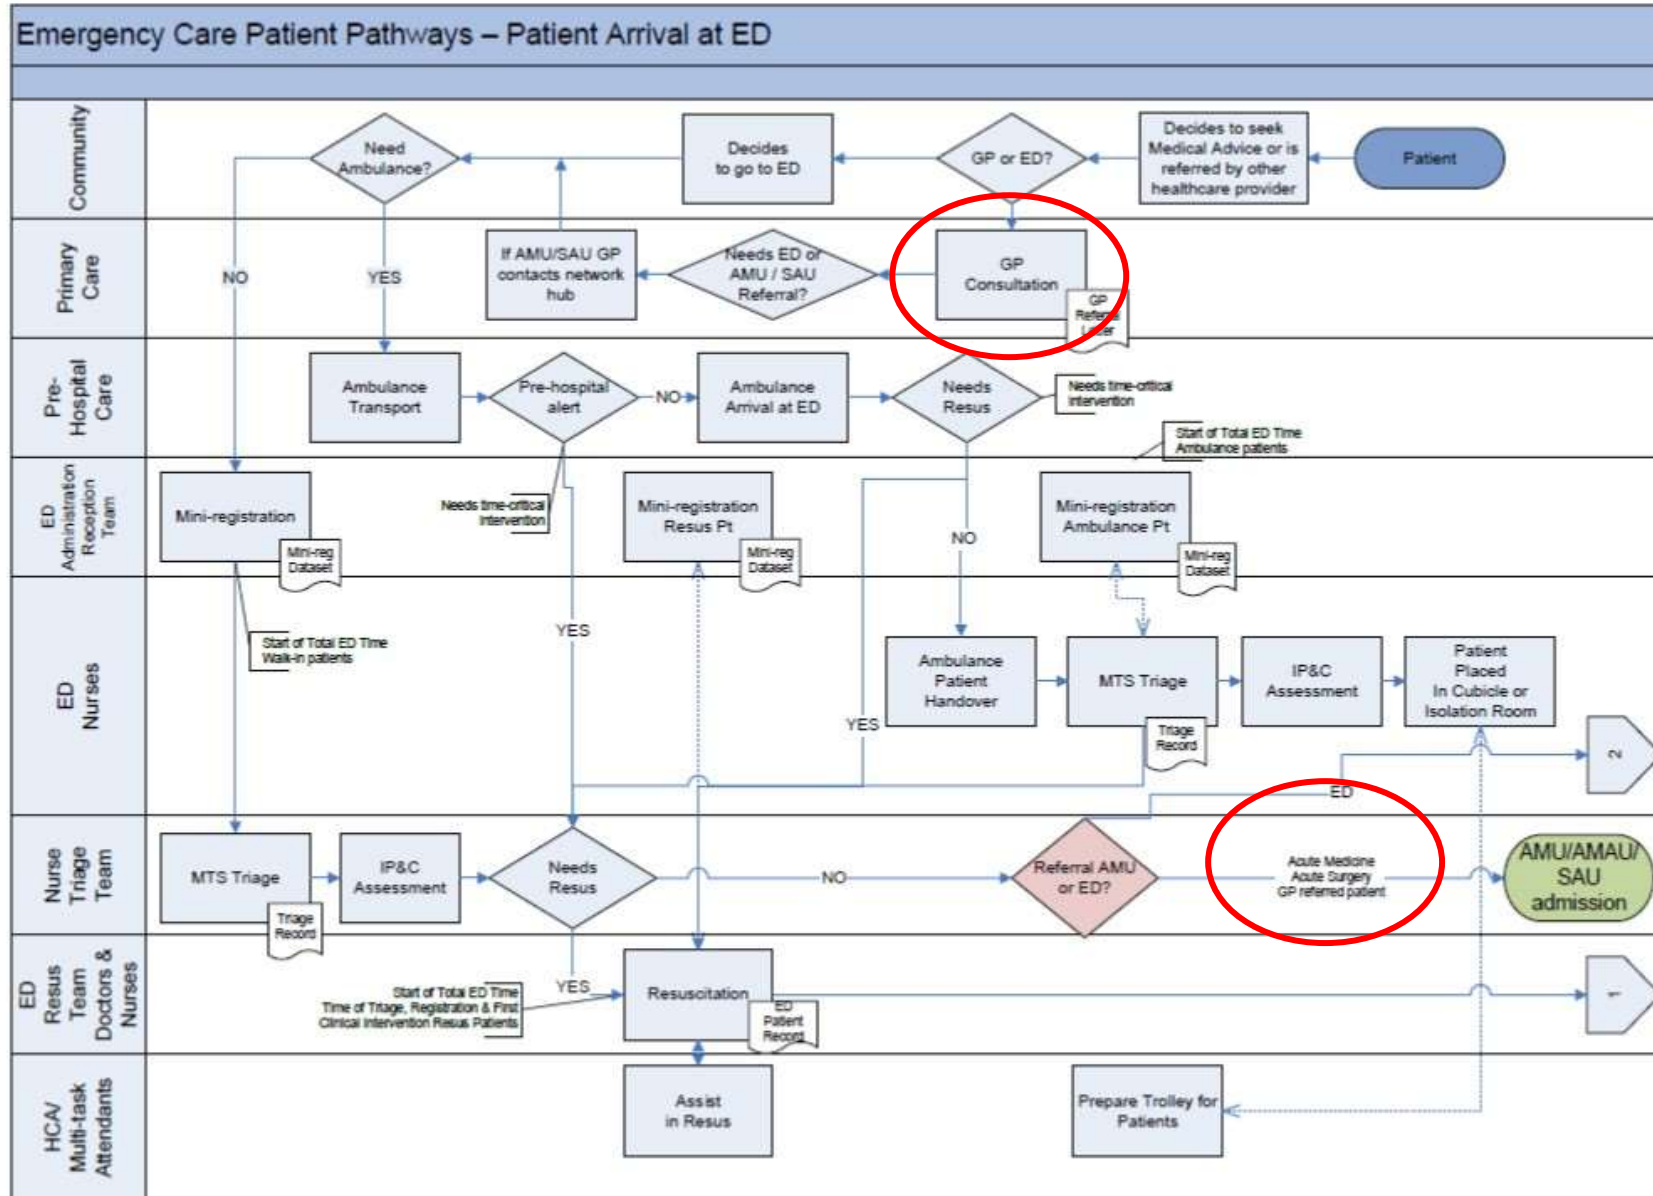 Emergency Care Patient Pathways – Patient Arrival at ED
Community
Need
Ambulance?
Decides
to go to ED
GP or ED?
Decides to seek
Medical Advice or is
referred by other
healthcare provider
Patient
Primary
Care
NO
YES
If AMU/SAU GP
contacts network
hub
Needs ED or
AMU / SAU
Referral?
GP
Consultation
GP
Referral
Letter
Pre-
Hospital
Care
Ambulance
Transport
Pre-hospital
alert
NO
Ambulance
Arrival at ED
Needs
Resus
Needs time-critical
Intervention
Start of Total ED Time
Ambulance patients
ED
Administration
Reception
Team
Mini-registration
Mini-reg
Dataset
Needs time-critical
Intervention
Mini-registration
Resus Pt
Mini-reg
Dataset
NO
Mini-registration
Ambulance Pt
Mini-reg
Dataset
ED
Nurses
Start of Total ED Time
Walk-in patients
YES
YES
Ambulance
Patient
Handover
MTS Triage
Triage
Record
IP&C
Assessment
Patient
Placed
In Cubicle or
Isolation Room
ED
2
Nurse
Triage
Team
MTS Triage
Triage
Record
IP&C
Assessment
Needs
Resus
NO
Referral AMU
or ED?
Acute Medicine
Acute Surgery
GP referred patient
AMU/AMAU/
SAU
admission
ED
Resus
Team
Doctors &
Nurses
Start of Total ED Time
Time of Triage, Registration & First
Clinical Intervention Resus Patients
YES
Resuscitation
ED
Patient
Record
1
HCA/
Multi-task
Attendants
Assist
in Resus
Prepare Trolley for
Patients